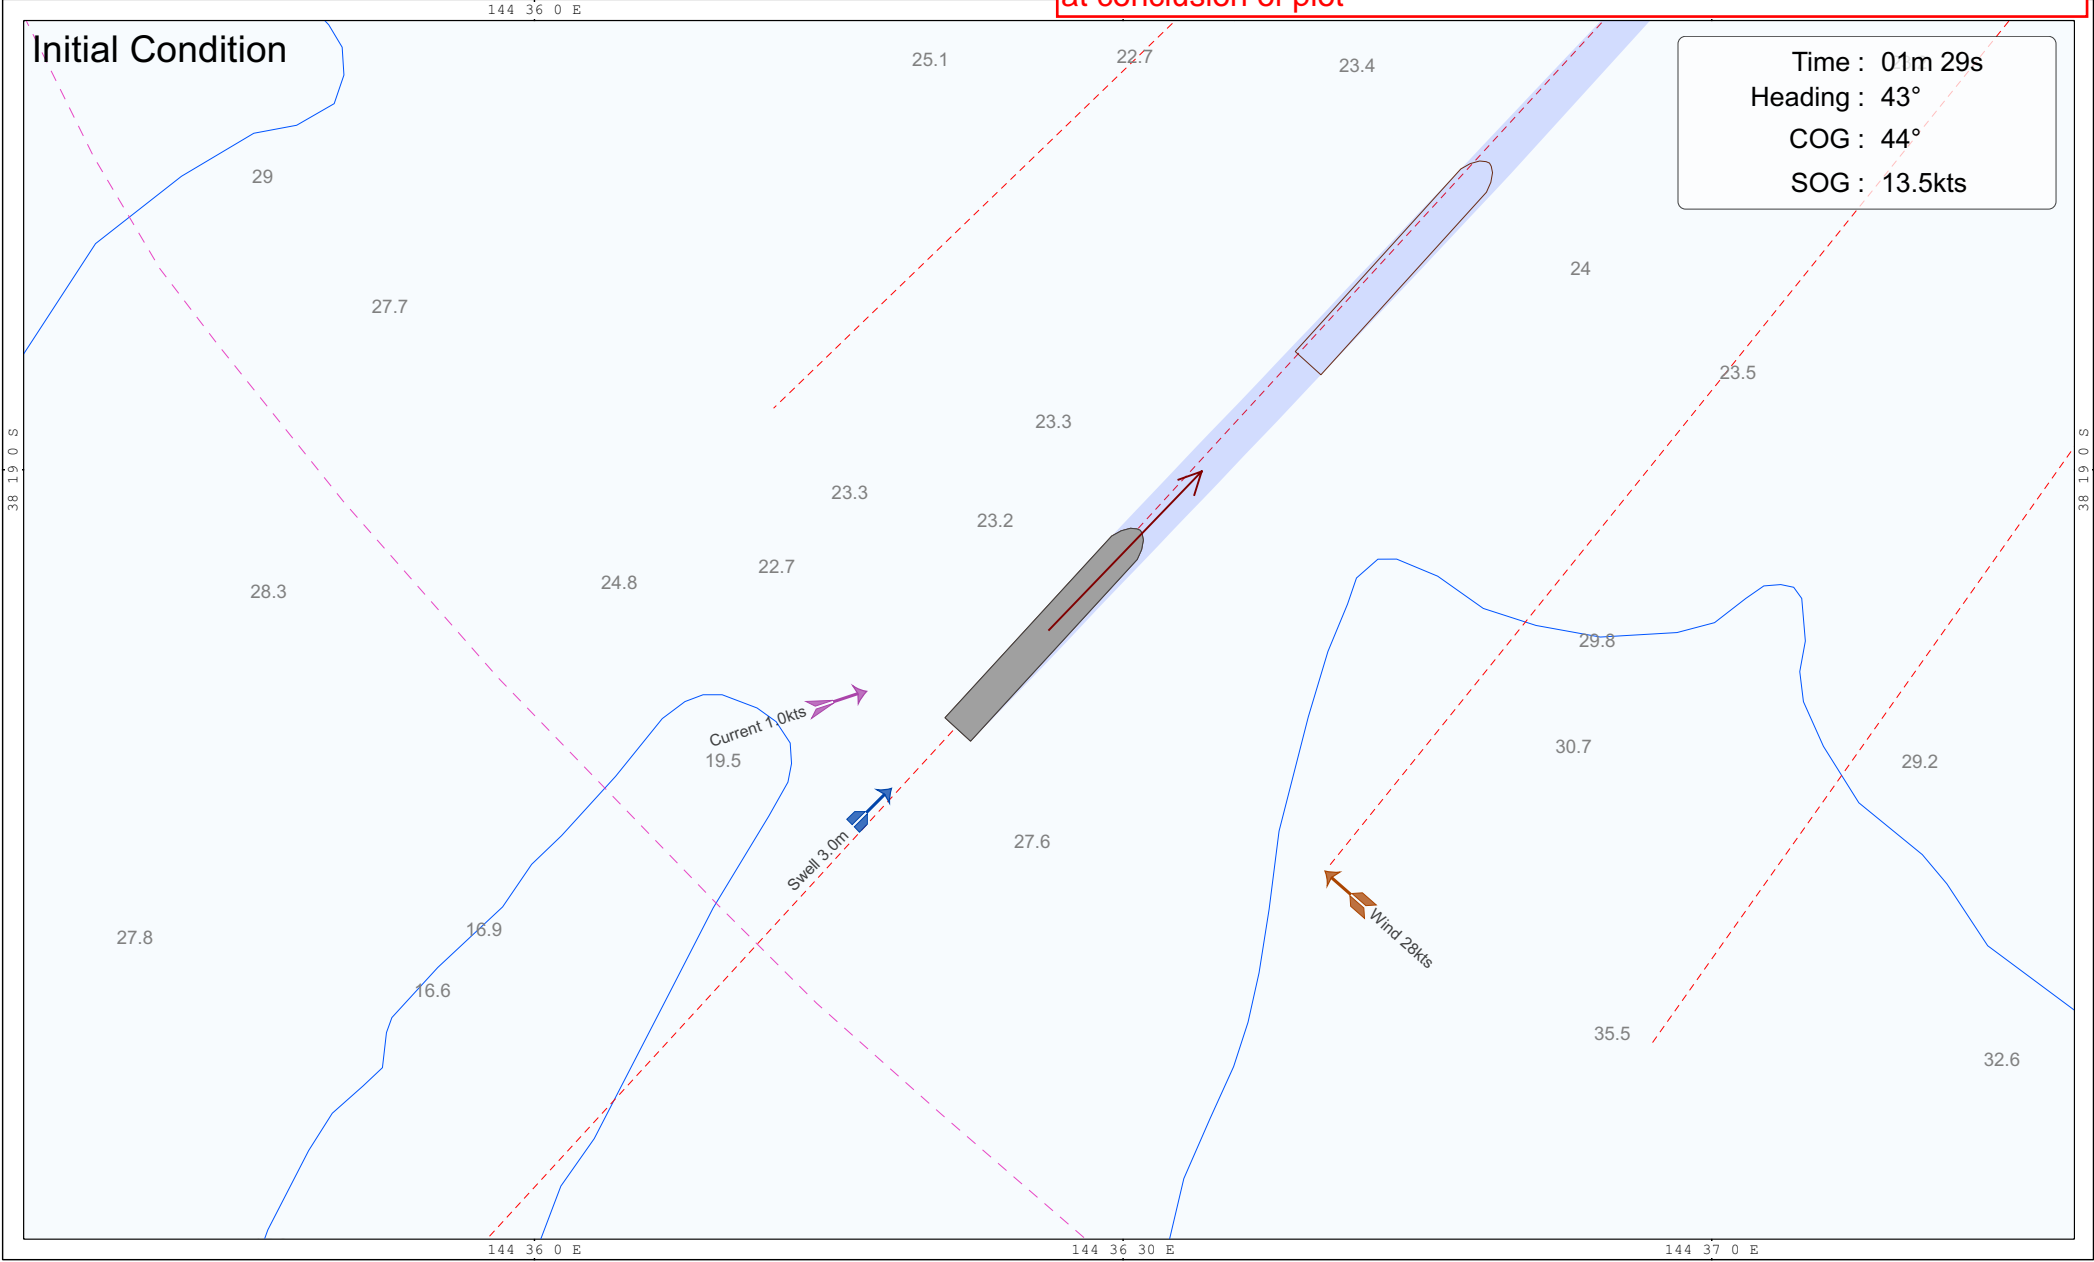 144 36 0 E
at conclusion of plot
Initial Condition
25.1
22.7
23.4
Time : 01m 29s
Heading : 43°
COG : 44°
SOG : 13.5kts
29
24
27.7
23.5
23.3
38 19 0 S
38 19 0 S
23.3
23.2
22.7
24.8
28.3
29.8
Current 1.0kts
19.5
30.7
29.2
Swell 3.0m
27.6
16.9
27.8
Wind 28kts
16.6
35.5
32.6
144 36 0 E
144 36 30 E
144 37 0 E